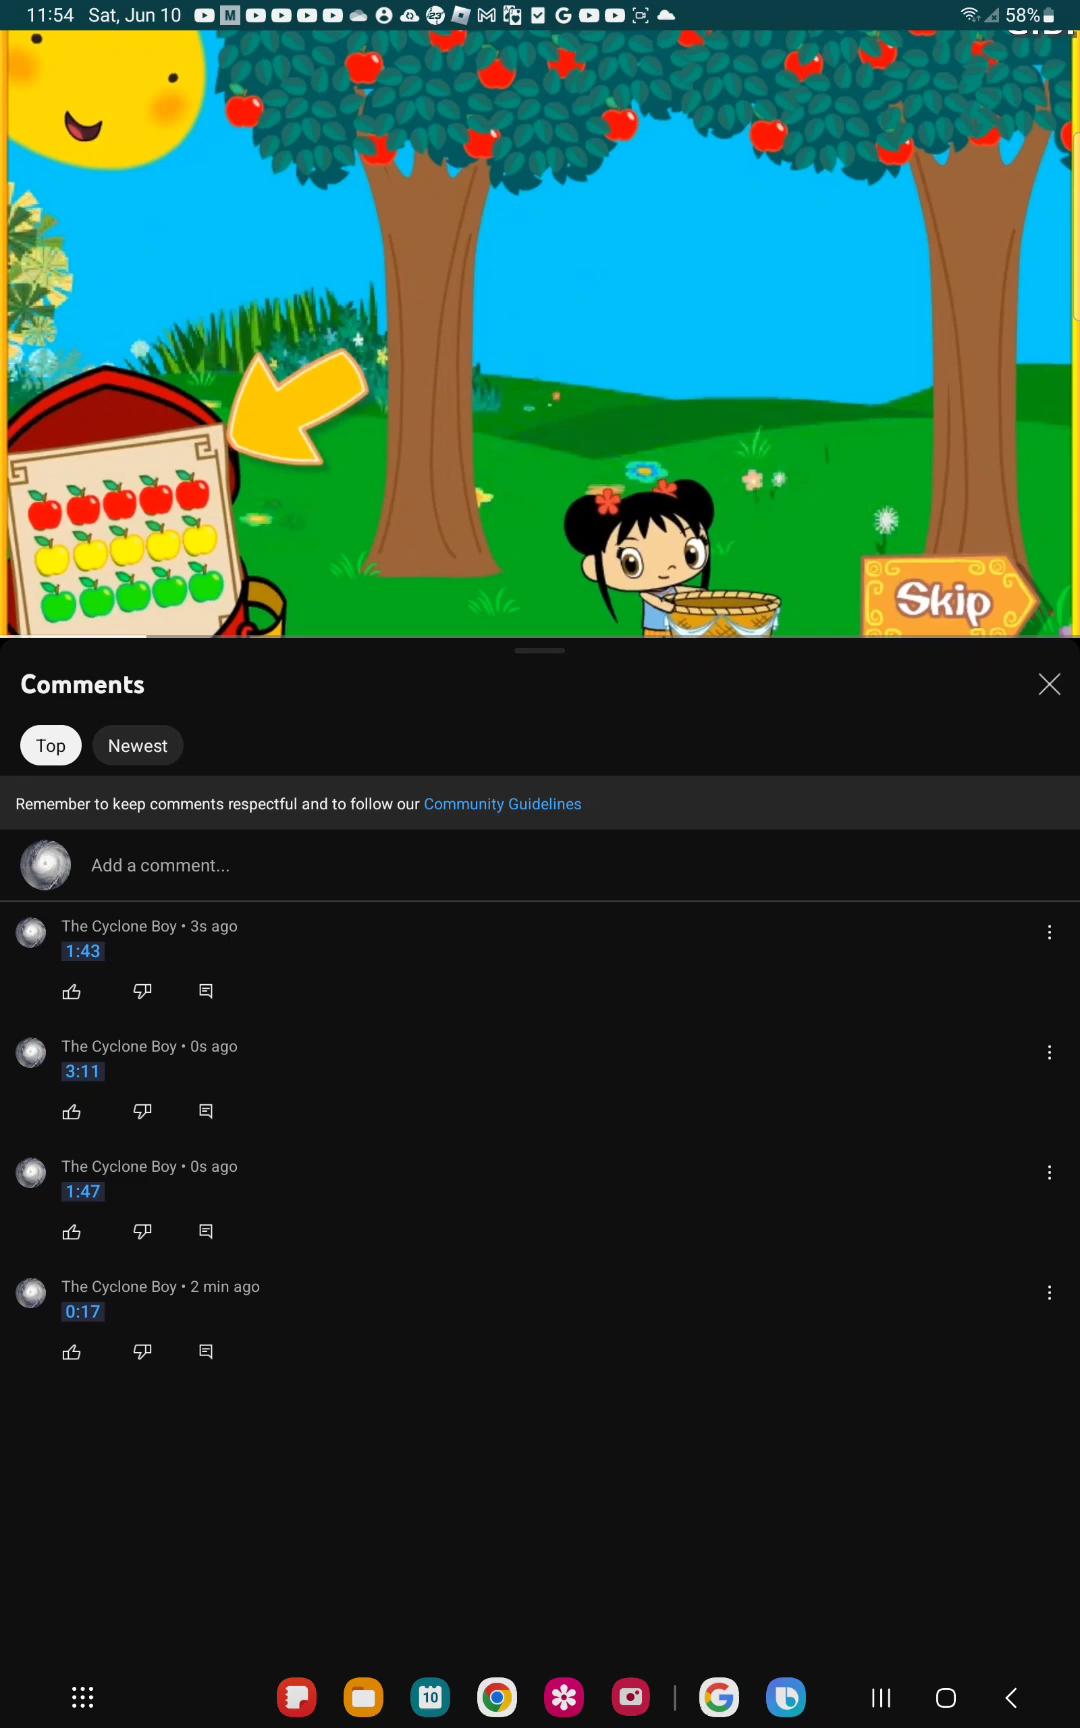 11:54 Sat, Jun 10 M 23 G 58%
Skip
Comments
Top Newest
Remember to keep comments respectful and to follow our Community Guidelines
Add a comment...
The Cyclone Boy • 3s ago
1:43
The Cyclone Boy • 0s ago
3:11
The Cyclone Boy • 0s ago
1:47
The Cyclone Boy • 2 min ago
0:17
10 G